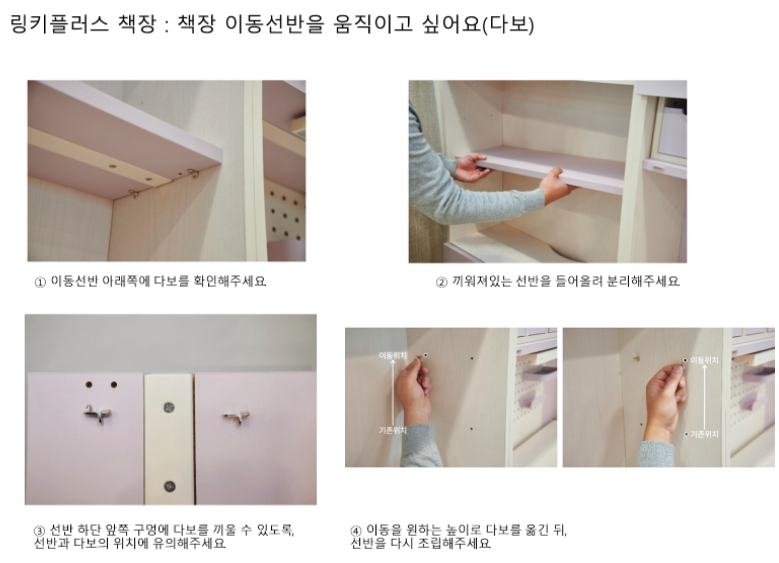 링키플러스 책장 : 책장 이동선반을 움직이고 싶어요(다보)
① 이동선반 아래쪽에 다보를 확인해주세요.
② 끼워져있는 선반을 들어올려 분리해주세요.
이동위치
기존위치
이동위치
기존위치
③ 선반 하단 앞쪽 구멍에 다보를 끼울 수 있도록,
선반과 다보의 위치에 유의해주세요.
④ 이동을 원하는 높이로 다보를 옮긴 뒤,
선반을 다시 조립해주세요.